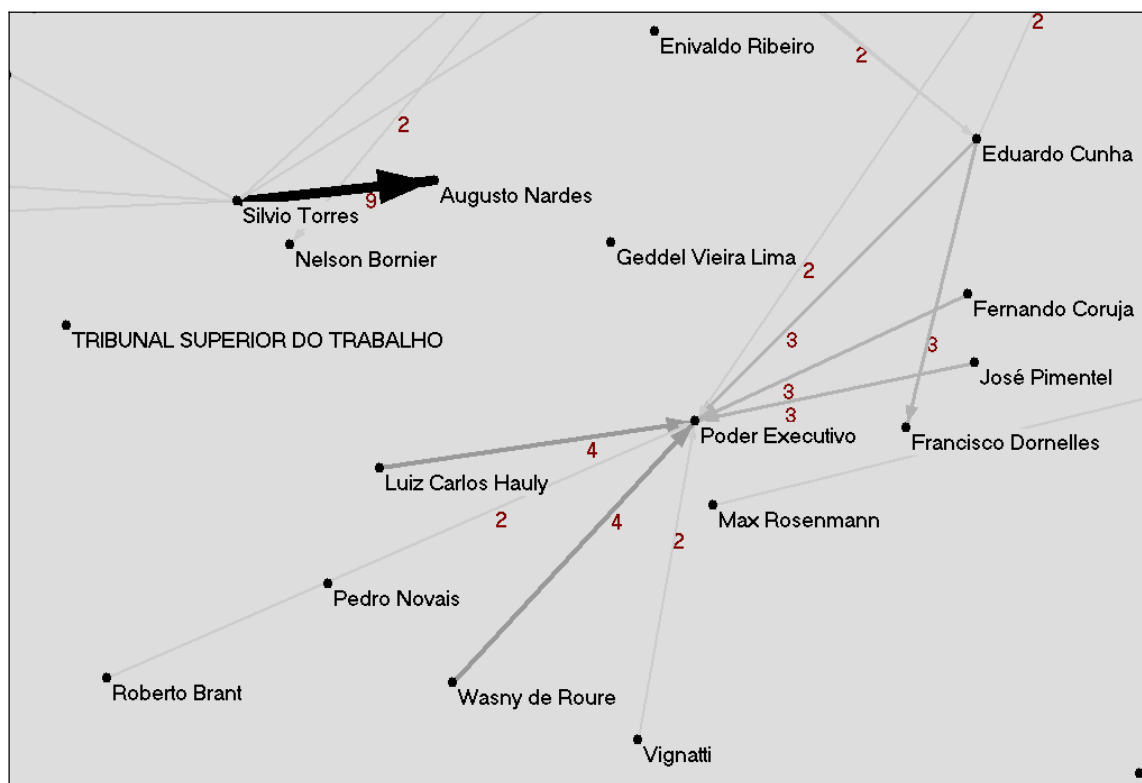 2
Enivaldo Ribeiro
2
2
Eduardo Cunha
Augusto Nardes
9
Silvio Torres
Nelson Bornier
Geddel Vieira Lima
2
Fernando Coruja
TRIBUNAL SUPERIOR DO TRABALHO
3
3
José Pimentel
3
3
Poder Executivo
Francisco Dornelles
4
Luiz Carlos Hauly
2
4
Max Rosenmann
2
Pedro Novais
Roberto Brant
Wasny de Roure
Vignatti